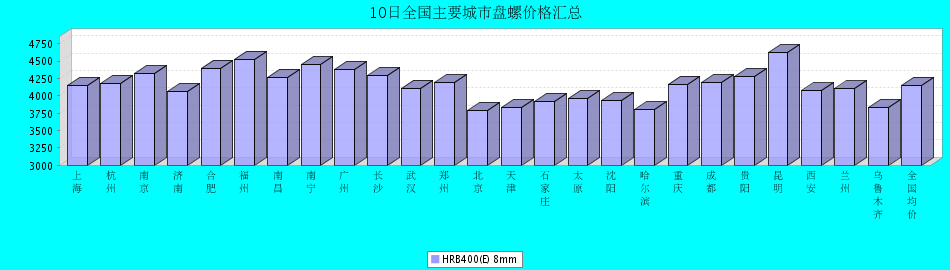 10日全国主要城市盘螺价格汇总
4750
4500
4250
4000
3750
3500
3250
3000
上海
杭州
南京
济南
合肥
福州
南昌
南宁
广州
长沙
武汉
郑州
北京
天津
石家庄
太原
沈阳
哈尔滨
重庆
成都
贵阳
昆明
西安
兰州
乌鲁木齐
全国均价
HRB400(E) 8mm